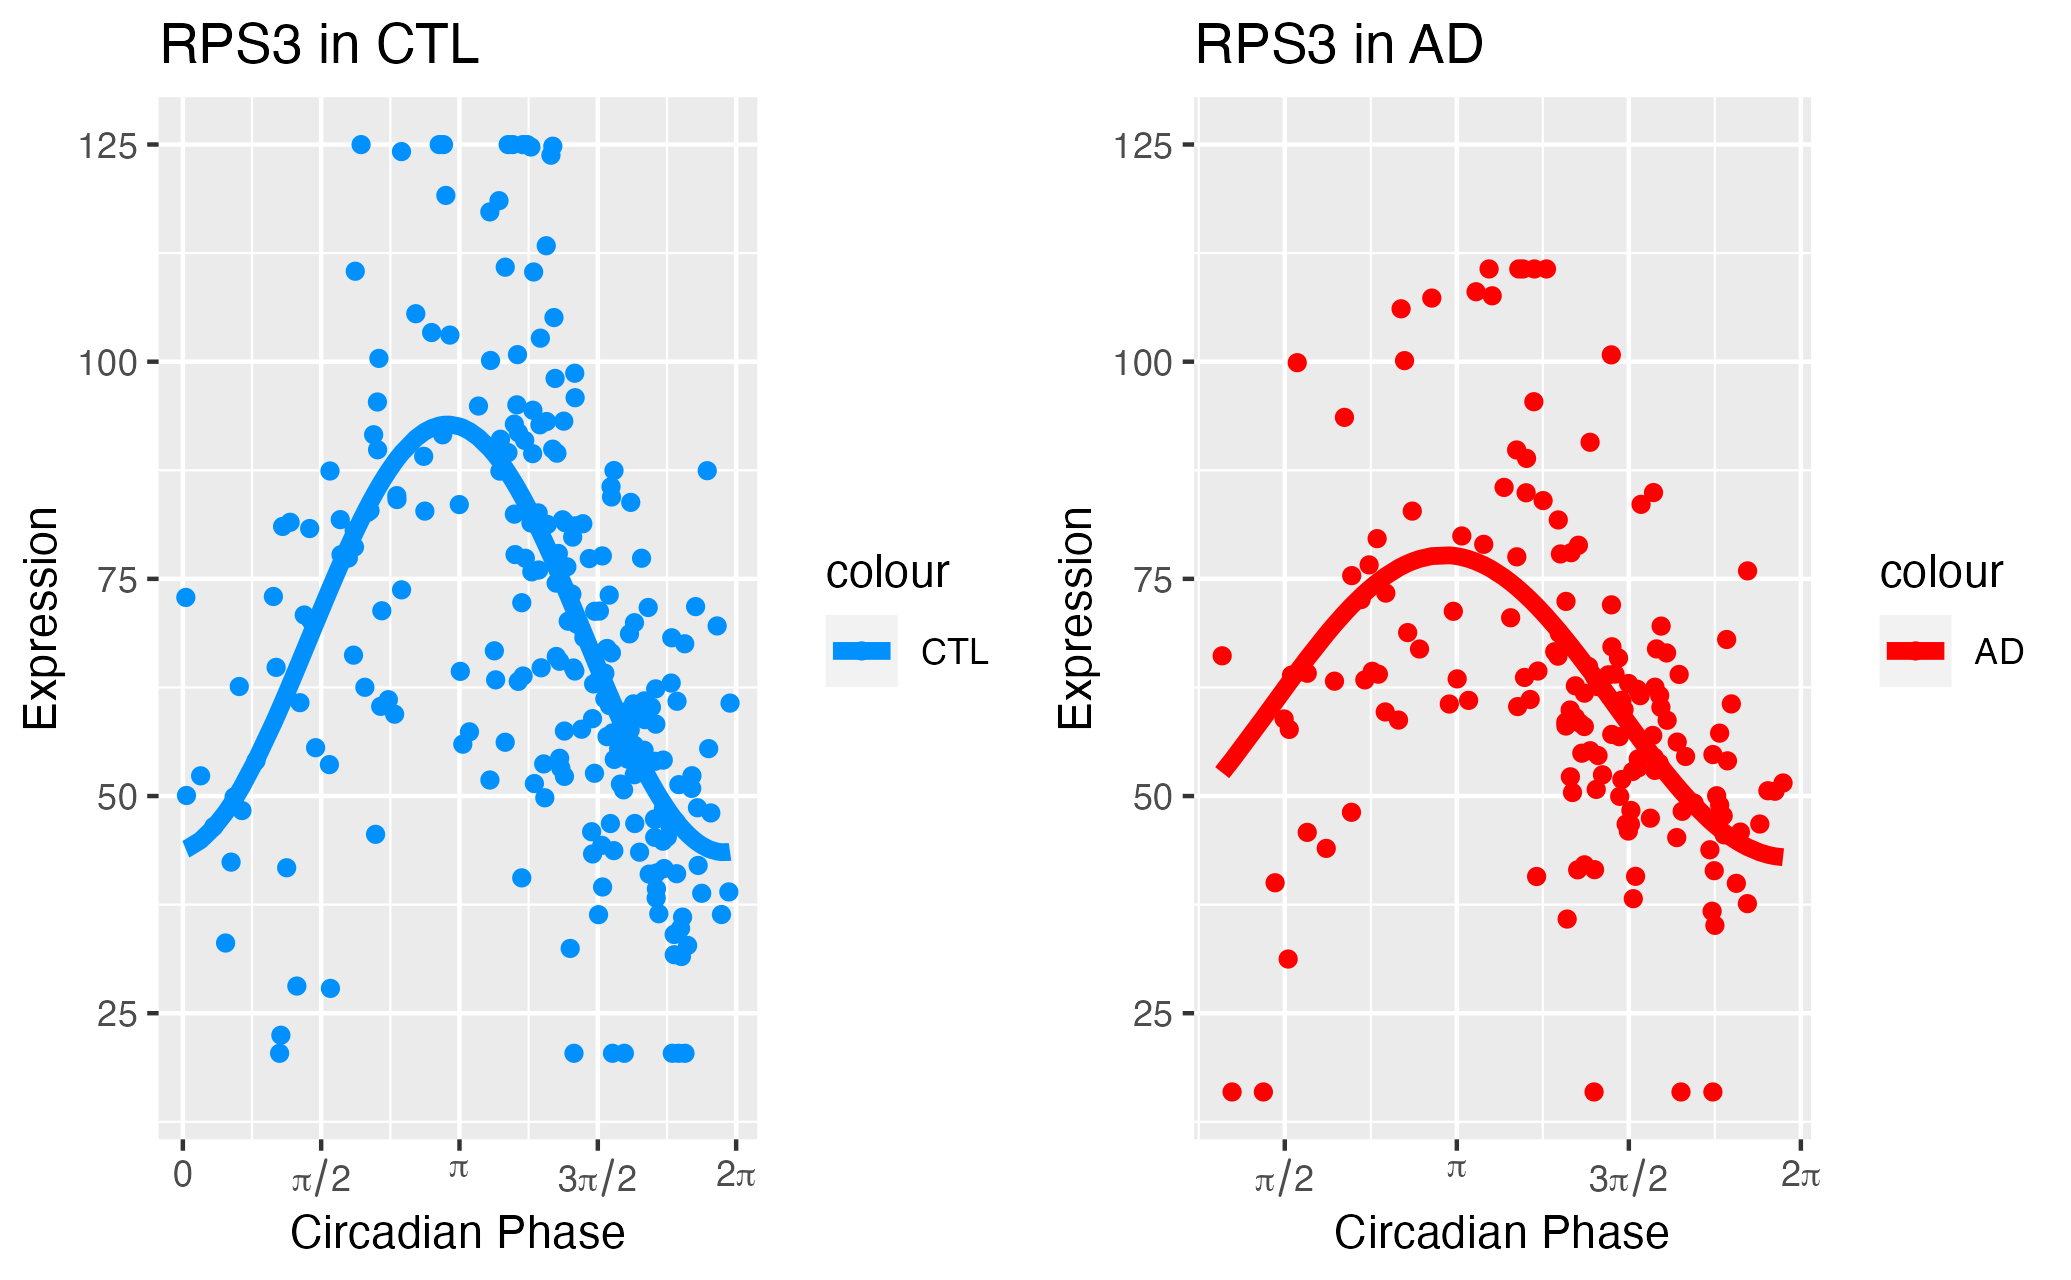 RPS3 in CTL
125
100
75
50
25
Expression
0
π/2
π
3π/2
2π
Circadian Phase
colour
CTL
RPS3 in AD
125
100
75
50
25
Expression
π/2
π
3π/2
2π
Circadian Phase
colour
AD